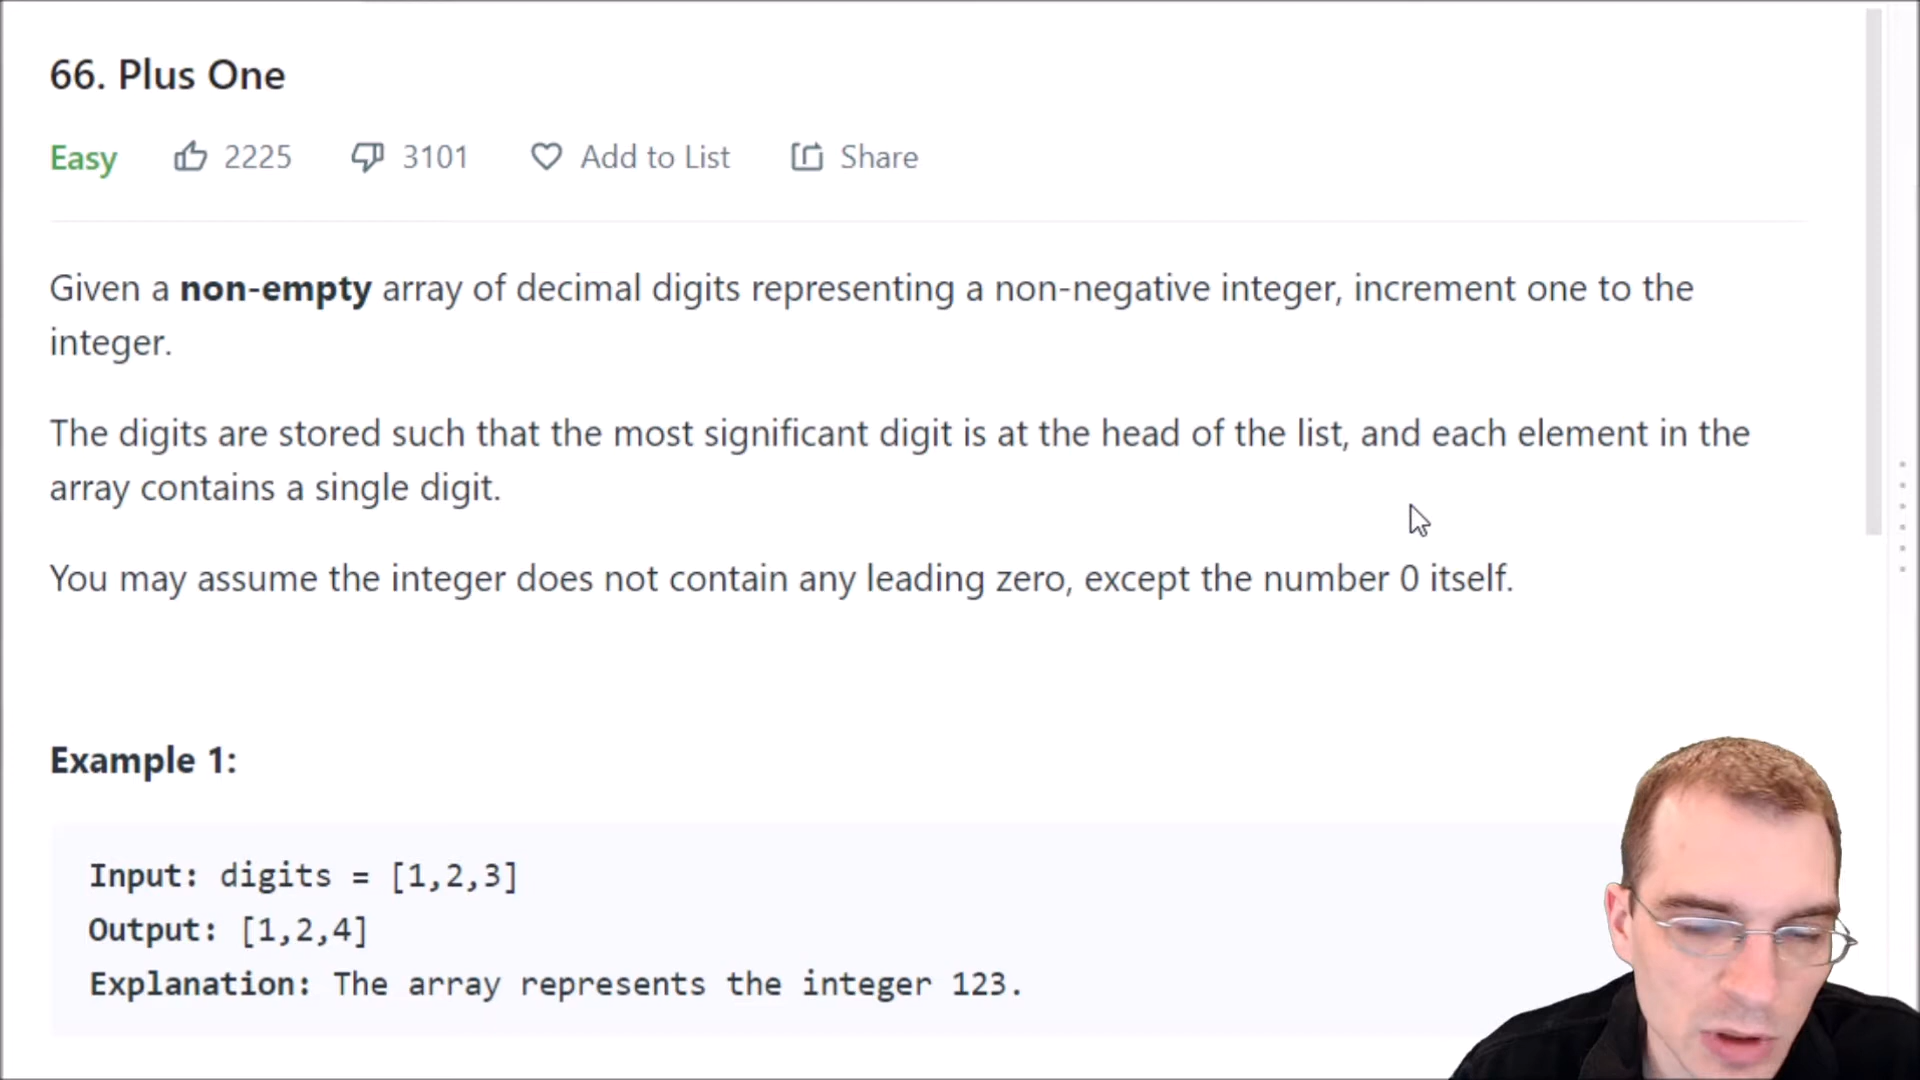 66. Plus One
Easy 2225 3101 Add to List Share
Given a non-empty array of decimal digits representing a non-negative integer, increment one to the
integer.
The digits are stored such that the most significant digit is at the head of the list, and each element in the
array contains a single digit.
You may assume the integer does not contain any leading zero, except the number 0 itself.
Example 1:
Input: digits = [1,2,3]
Output: [1,2,4]
Explanation: The array represents the integer 123.